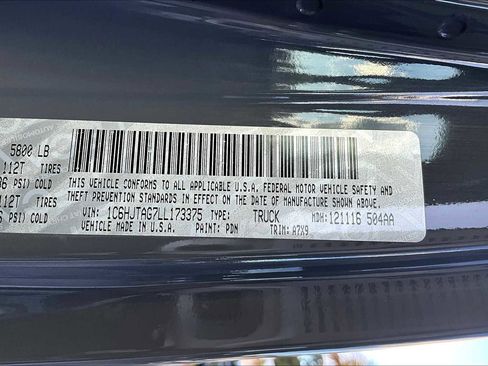 5800 LB
112T TIRES
36 PSI) COLD
112T TIRES
PSI) COLD
THIS VEHICLE CONFORMS TO ALL APPLICABLE U.S.A. FEDERAL MOTOR VEHICLE SAFETY AND
THEFT PREVENTION STANDARDS IN EFFECT ON THE DATE OF MANUFACTURE SHOWN ABOVE.
VIN: 1C6HJTAG7LL173375 TYPE: TRUCK MDH: 121116 504AA
VEHICLE MADE IN U.S.A. PAINT: PDN TRIM: A7X9